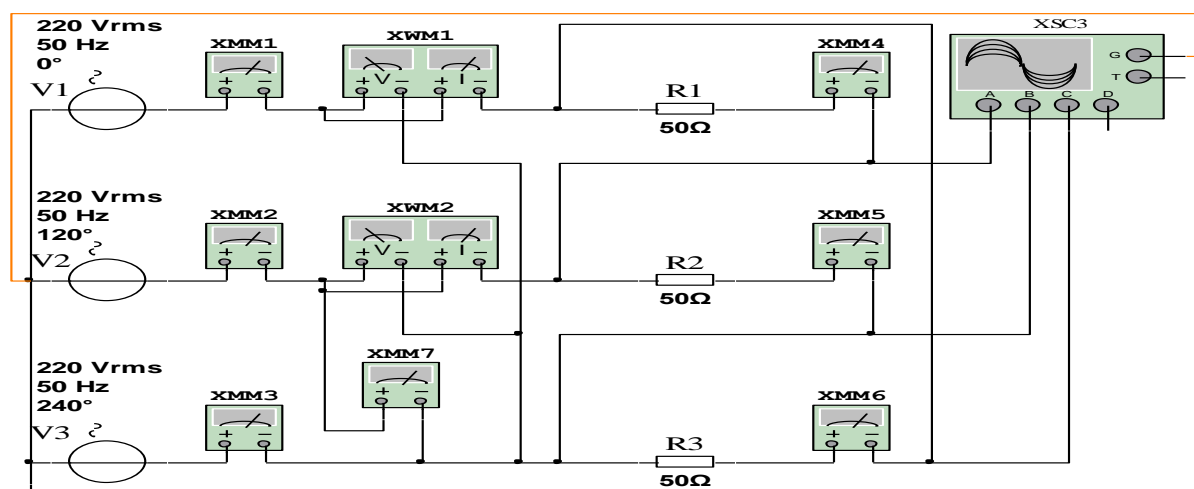 220 Vrms
50 Hz
0°
V1
XMM1
+ −
XWM1
V I
+ − + −
R1
50Ω
XMM4
+ −
XSC3
G
T
A B C D
220 Vrms
50 Hz
120°
V2
XMM2
+ −
XWM2
V I
+ − + −
R2
50Ω
XMM5
+ −
XMM7
+ −
220 Vrms
50 Hz
240°
V3
XMM3
+ −
R3
50Ω
XMM6
+ −